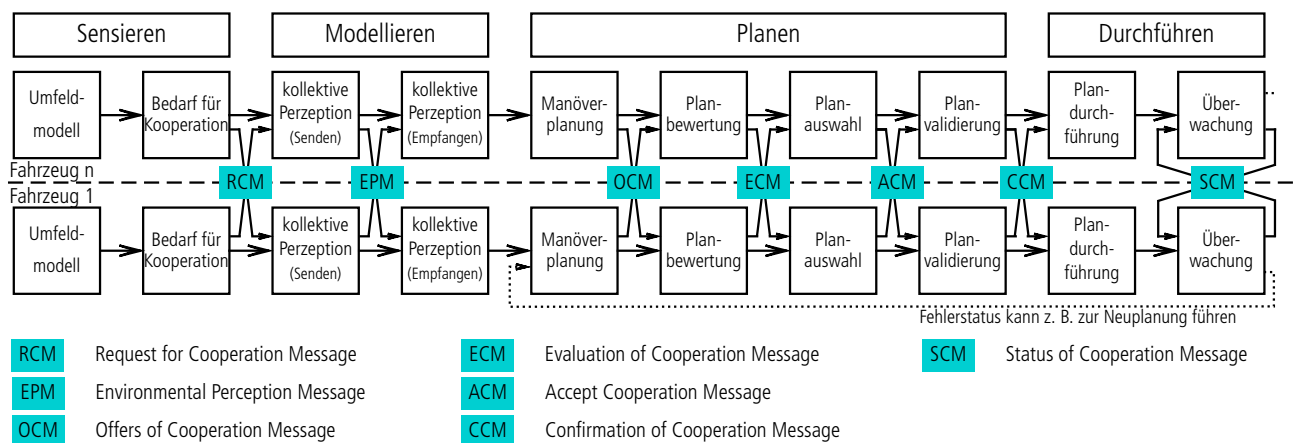 Sensieren
Modellieren
Planen
Durchführen
Umfeld-
modell
Bedarf für
Kooperation
kollektive
Perzeption
(Senden)
kollektive
Perzeption
(Empfangen)
Manöver-
planung
Plan-
bewertung
Plan-
auswahl
Plan-
validierung
Plan-
durch-
führung
Über-
wachung
Fahrzeug n
RCM
EPM
OCM
ECM
ACM
CCM
SCM
Fahrzeug 1
Umfeld-
modell
Bedarf für
Kooperation
kollektive
Perzeption
(Senden)
kollektive
Perzeption
(Empfangen)
Manöver-
planung
Plan-
bewertung
Plan-
auswahl
Plan-
validierung
Plan-
durch-
führung
Über-
wachung
Fehlerstatus kann z. B. zur Neuplanung führen
RCM Request for Cooperation Message
EPM Environmental Perception Message
OCM Offers of Cooperation Message
ECM Evaluation of Cooperation Message
ACM Accept Cooperation Message
CCM Confirmation of Cooperation Message
SCM Status of Cooperation Message